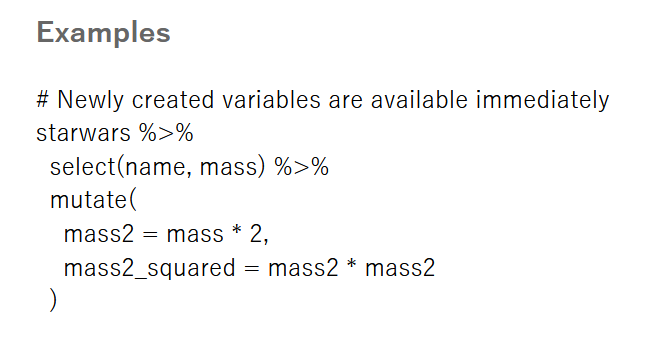 Examples
# Newly created variables are available immediately
starwars %>%
select(name, mass) %>%
mutate(
mass2 = mass * 2,
mass2_squared = mass2 * mass2
)